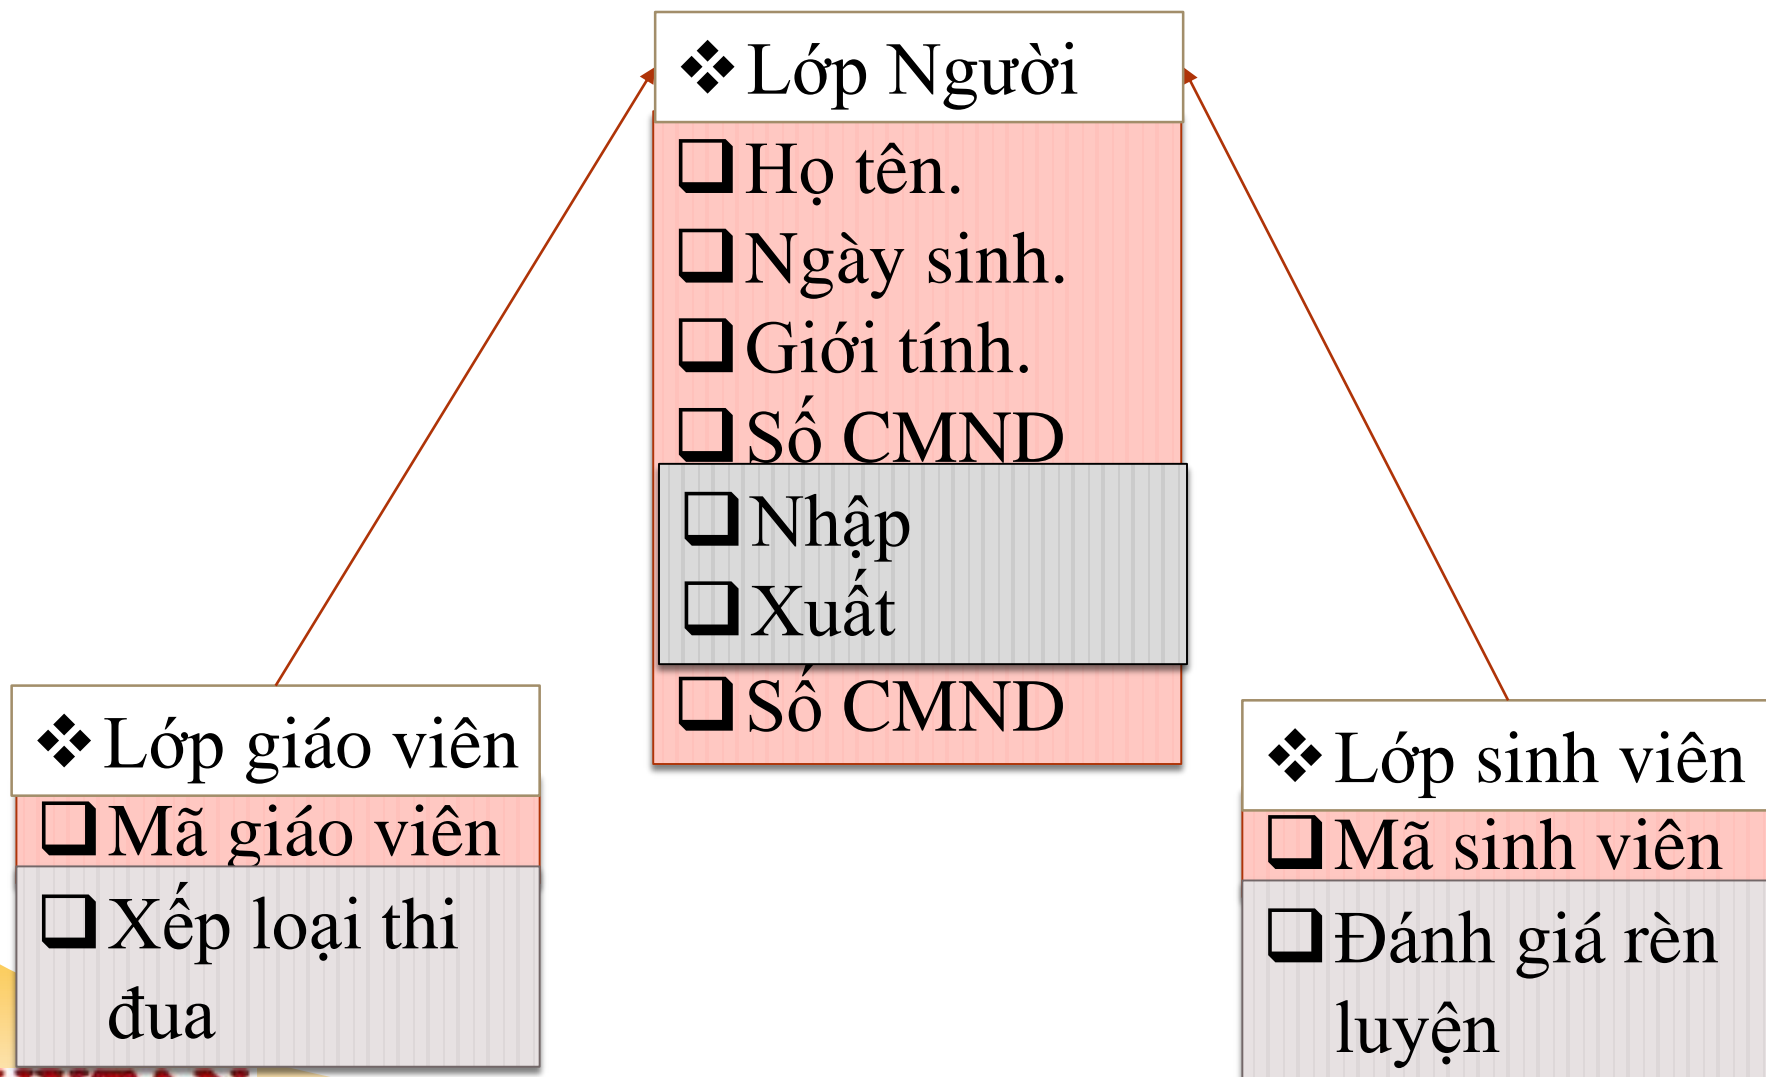 ❖ Lớp Người
❑ Họ tên.
❑ Ngày sinh.
❑ Giới tính.
❑ Số CMND
❑ Nhập
❑ Xuất
❑ Số CMND
❖ Lớp giáo viên
❑ Mã giáo viên
❑ Xếp loại thi
đua
❖ Lớp sinh viên
❑ Mã sinh viên
❑ Đánh giá rèn
luyện